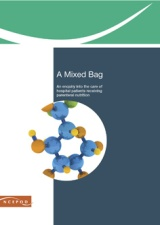 A Mixed Bag
An enquiry into the care of
hospital patients receiving
parenteral nutrition
NCEPOD